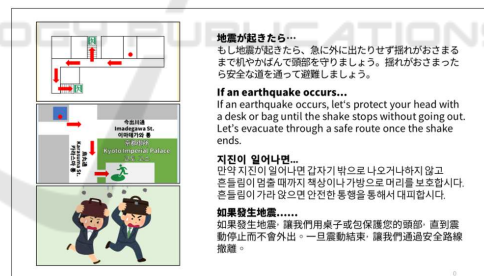 地震が起きたら…
もし地震が起きたら、急に外に出たりせず揺れがおさまる
まで机やかばんで頭部を守りましょう。揺れがおさまった
ら安全な道を通って避難しましょう。
If an earthquake occurs...
If an earthquake occurs, let's protect your head with
a desk or bag until the shake stops without going out.
Let's evacuate through a safe route once the shake
ends.
지진이 일어나면...
만약 지진이 일어나면 갑자기 밖으로 나오거나하지 않고
흔들림이 멈출 때까지 책상이나 가방으로 머리를 보호합시다.
흔들림이 가라 앉으면 안전한 통행을 통해서 대피합시다.
如果發生地震……
如果發生地震，讓我們用桌子或包保護您的頭部，直到震
動停止而不會外出。一旦震動結束，讓我們通過安全路線
撤離。
今出川通
Imadegawa St.
이마데가와 통
Kyoto Imperial Palace
Karasuma St.